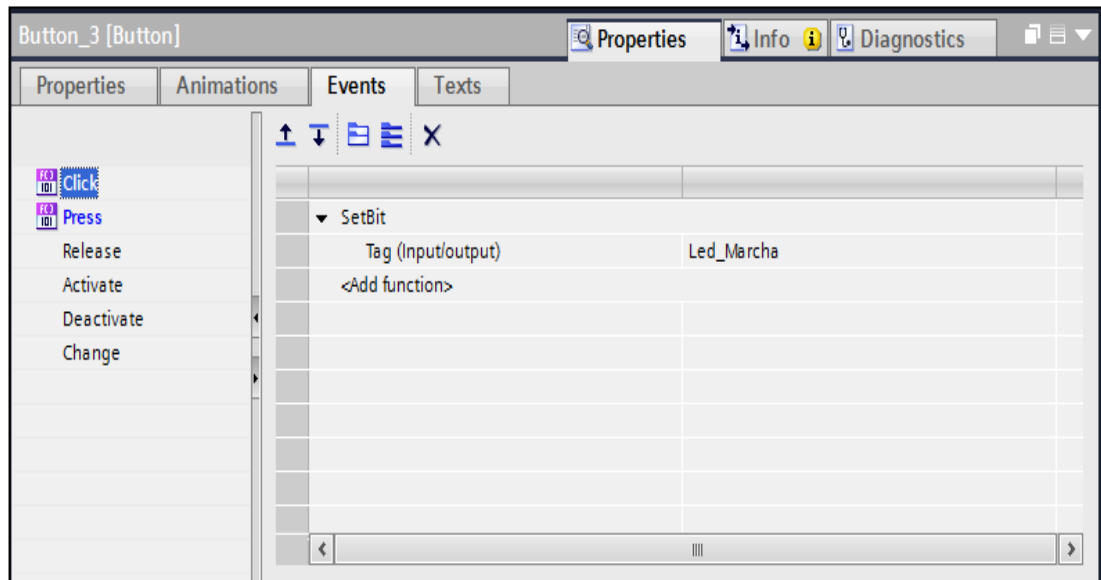 Button_3 [Button]
Properties
Info
Diagnostics
Properties
Animations
Events
Texts
Click
Press
Release
Activate
Deactivate
Change
SetBit
Tag (Input/output) Led_Marcha
<Add function>